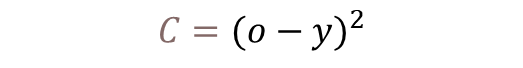 C = (o − y)²